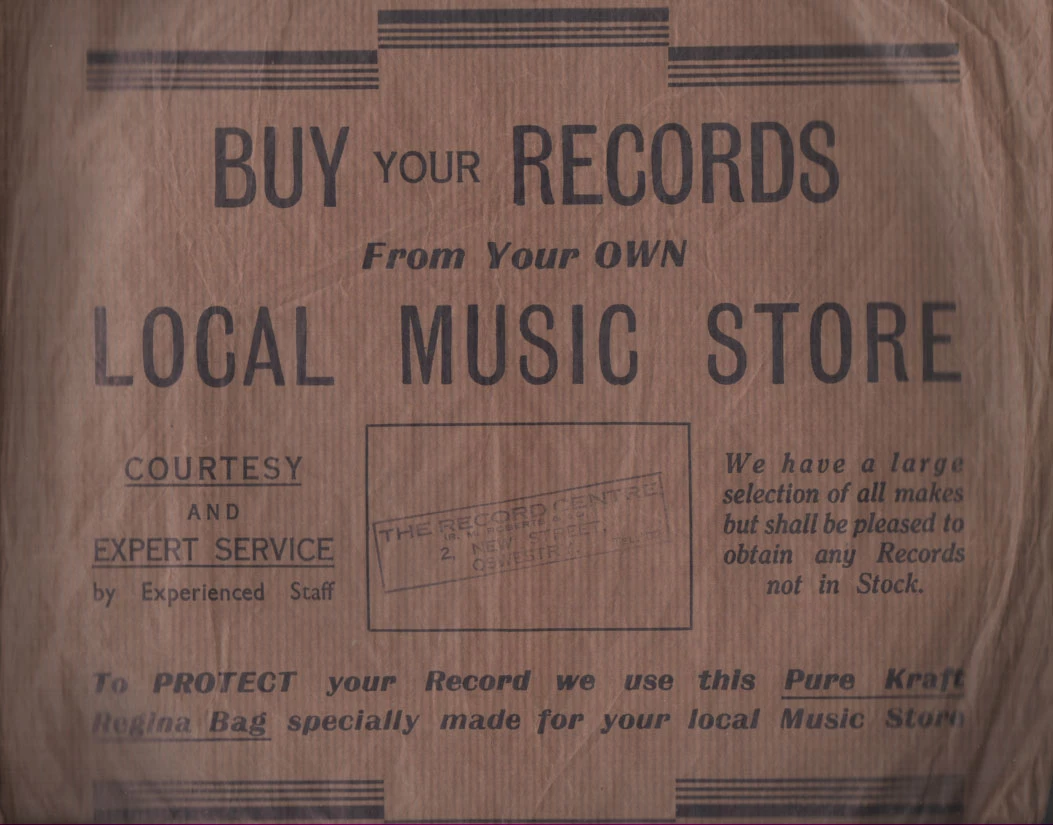 BUY YOUR RECORDS
From Your OWN
LOCAL MUSIC STORE
COURTESY
AND
EXPERT SERVICE
by Experienced Staff
THE RECORD CENTRE
2, NEW STREET,
OSWESTRY
We have a large
selection of all makes
but shall be pleased to
obtain any Records
not in Stock.
To PROTECT your Record we use this Pure Kraft
Regina Bag specially made for your local Music Store